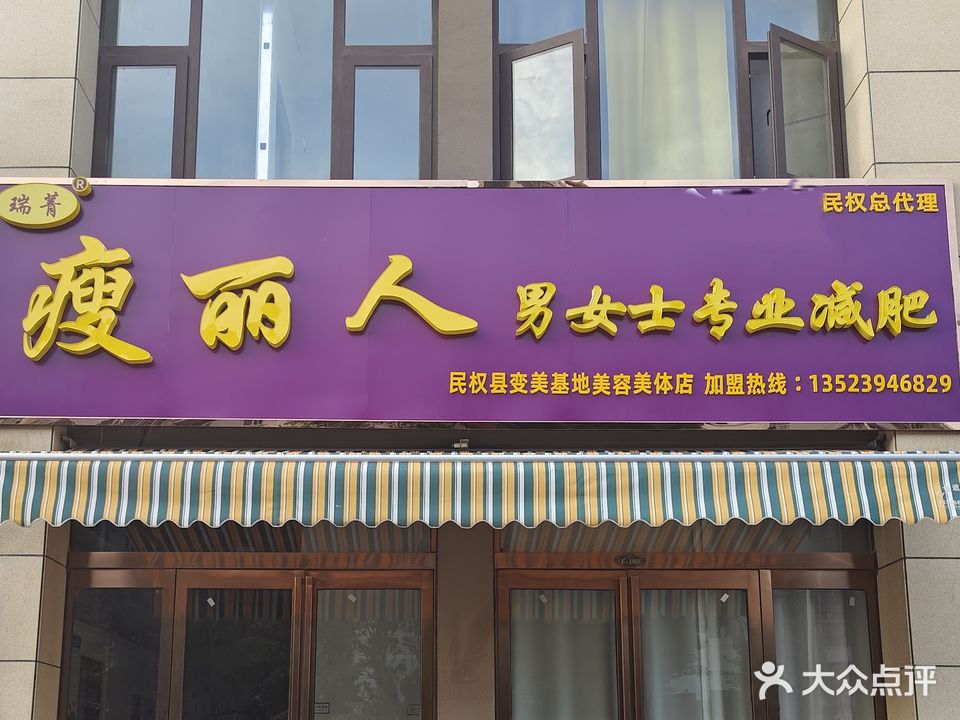 瑞菁®
民权总代理
瘦丽人 男女士专业减肥
民权县变美基地美容美体店 加盟热线：13523946829
大众点评